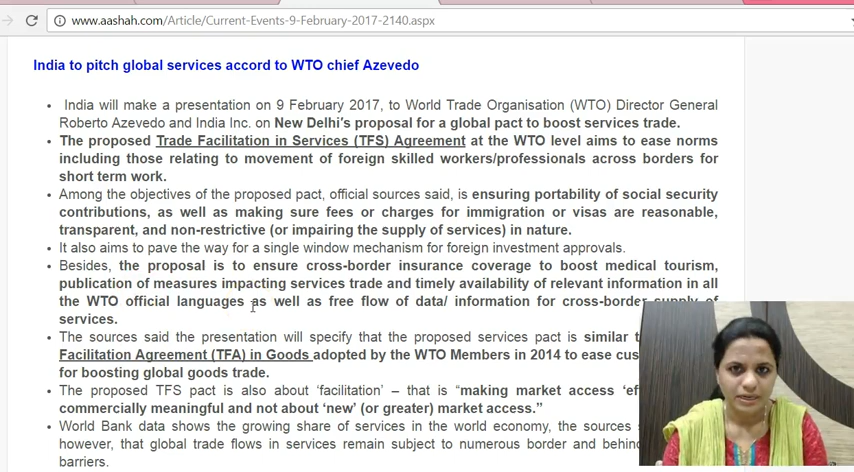 www.aashah.com/Article/Current-Events-9-February-2017-2140.aspx
India to pitch global services accord to WTO chief Azevedo
• India will make a presentation on 9 February 2017, to World Trade Organisation (WTO) Director General
Roberto Azevedo and India Inc. on New Delhi's proposal for a global pact to boost services trade.
• The proposed Trade Facilitation in Services (TFS) Agreement at the WTO level aims to ease norms
including those relating to movement of foreign skilled workers/professionals across borders for
short term work.
• Among the objectives of the proposed pact, official sources said, is ensuring portability of social security
contributions, as well as making sure fees or charges for immigration or visas are reasonable,
transparent, and non-restrictive (or impairing the supply of services) in nature.
• It also aims to pave the way for a single window mechanism for foreign investment approvals.
• Besides, the proposal is to ensure cross-border insurance coverage to boost medical tourism,
publication of measures impacting services trade and timely availability of relevant information in all
the WTO official languages as well as free flow of data/ information for cross-border supply of
services.
• The sources said the presentation will specify that the proposed services pact is similar
Facilitation Agreement (TFA) in Goods adopted by the WTO Members in 2014 to ease
for boosting global goods trade.
• The proposed TFS pact is also about 'facilitation' – that is "making market access
commercially meaningful and not about 'new' (or greater) market access."
• World Bank data shows the growing share of services in the world economy, the sources
however, that global trade flows in services remain subject to numerous border and
barriers.